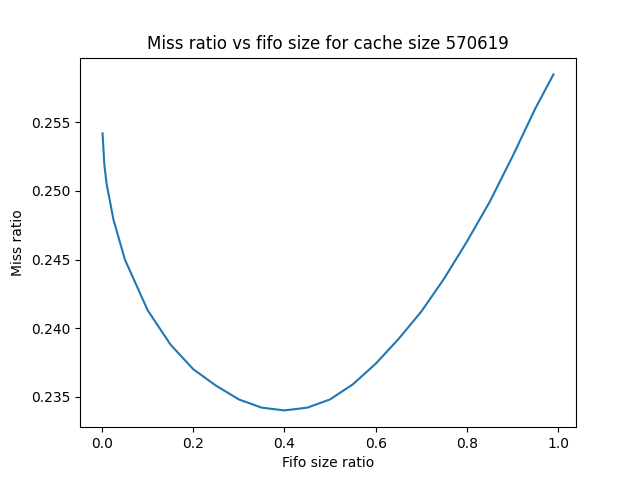 Miss ratio vs fifo size for cache size 570619
Miss ratio
0.255
0.250
0.245
0.240
0.235
0.0 0.2 0.4 0.6 0.8 1.0
Fifo size ratio